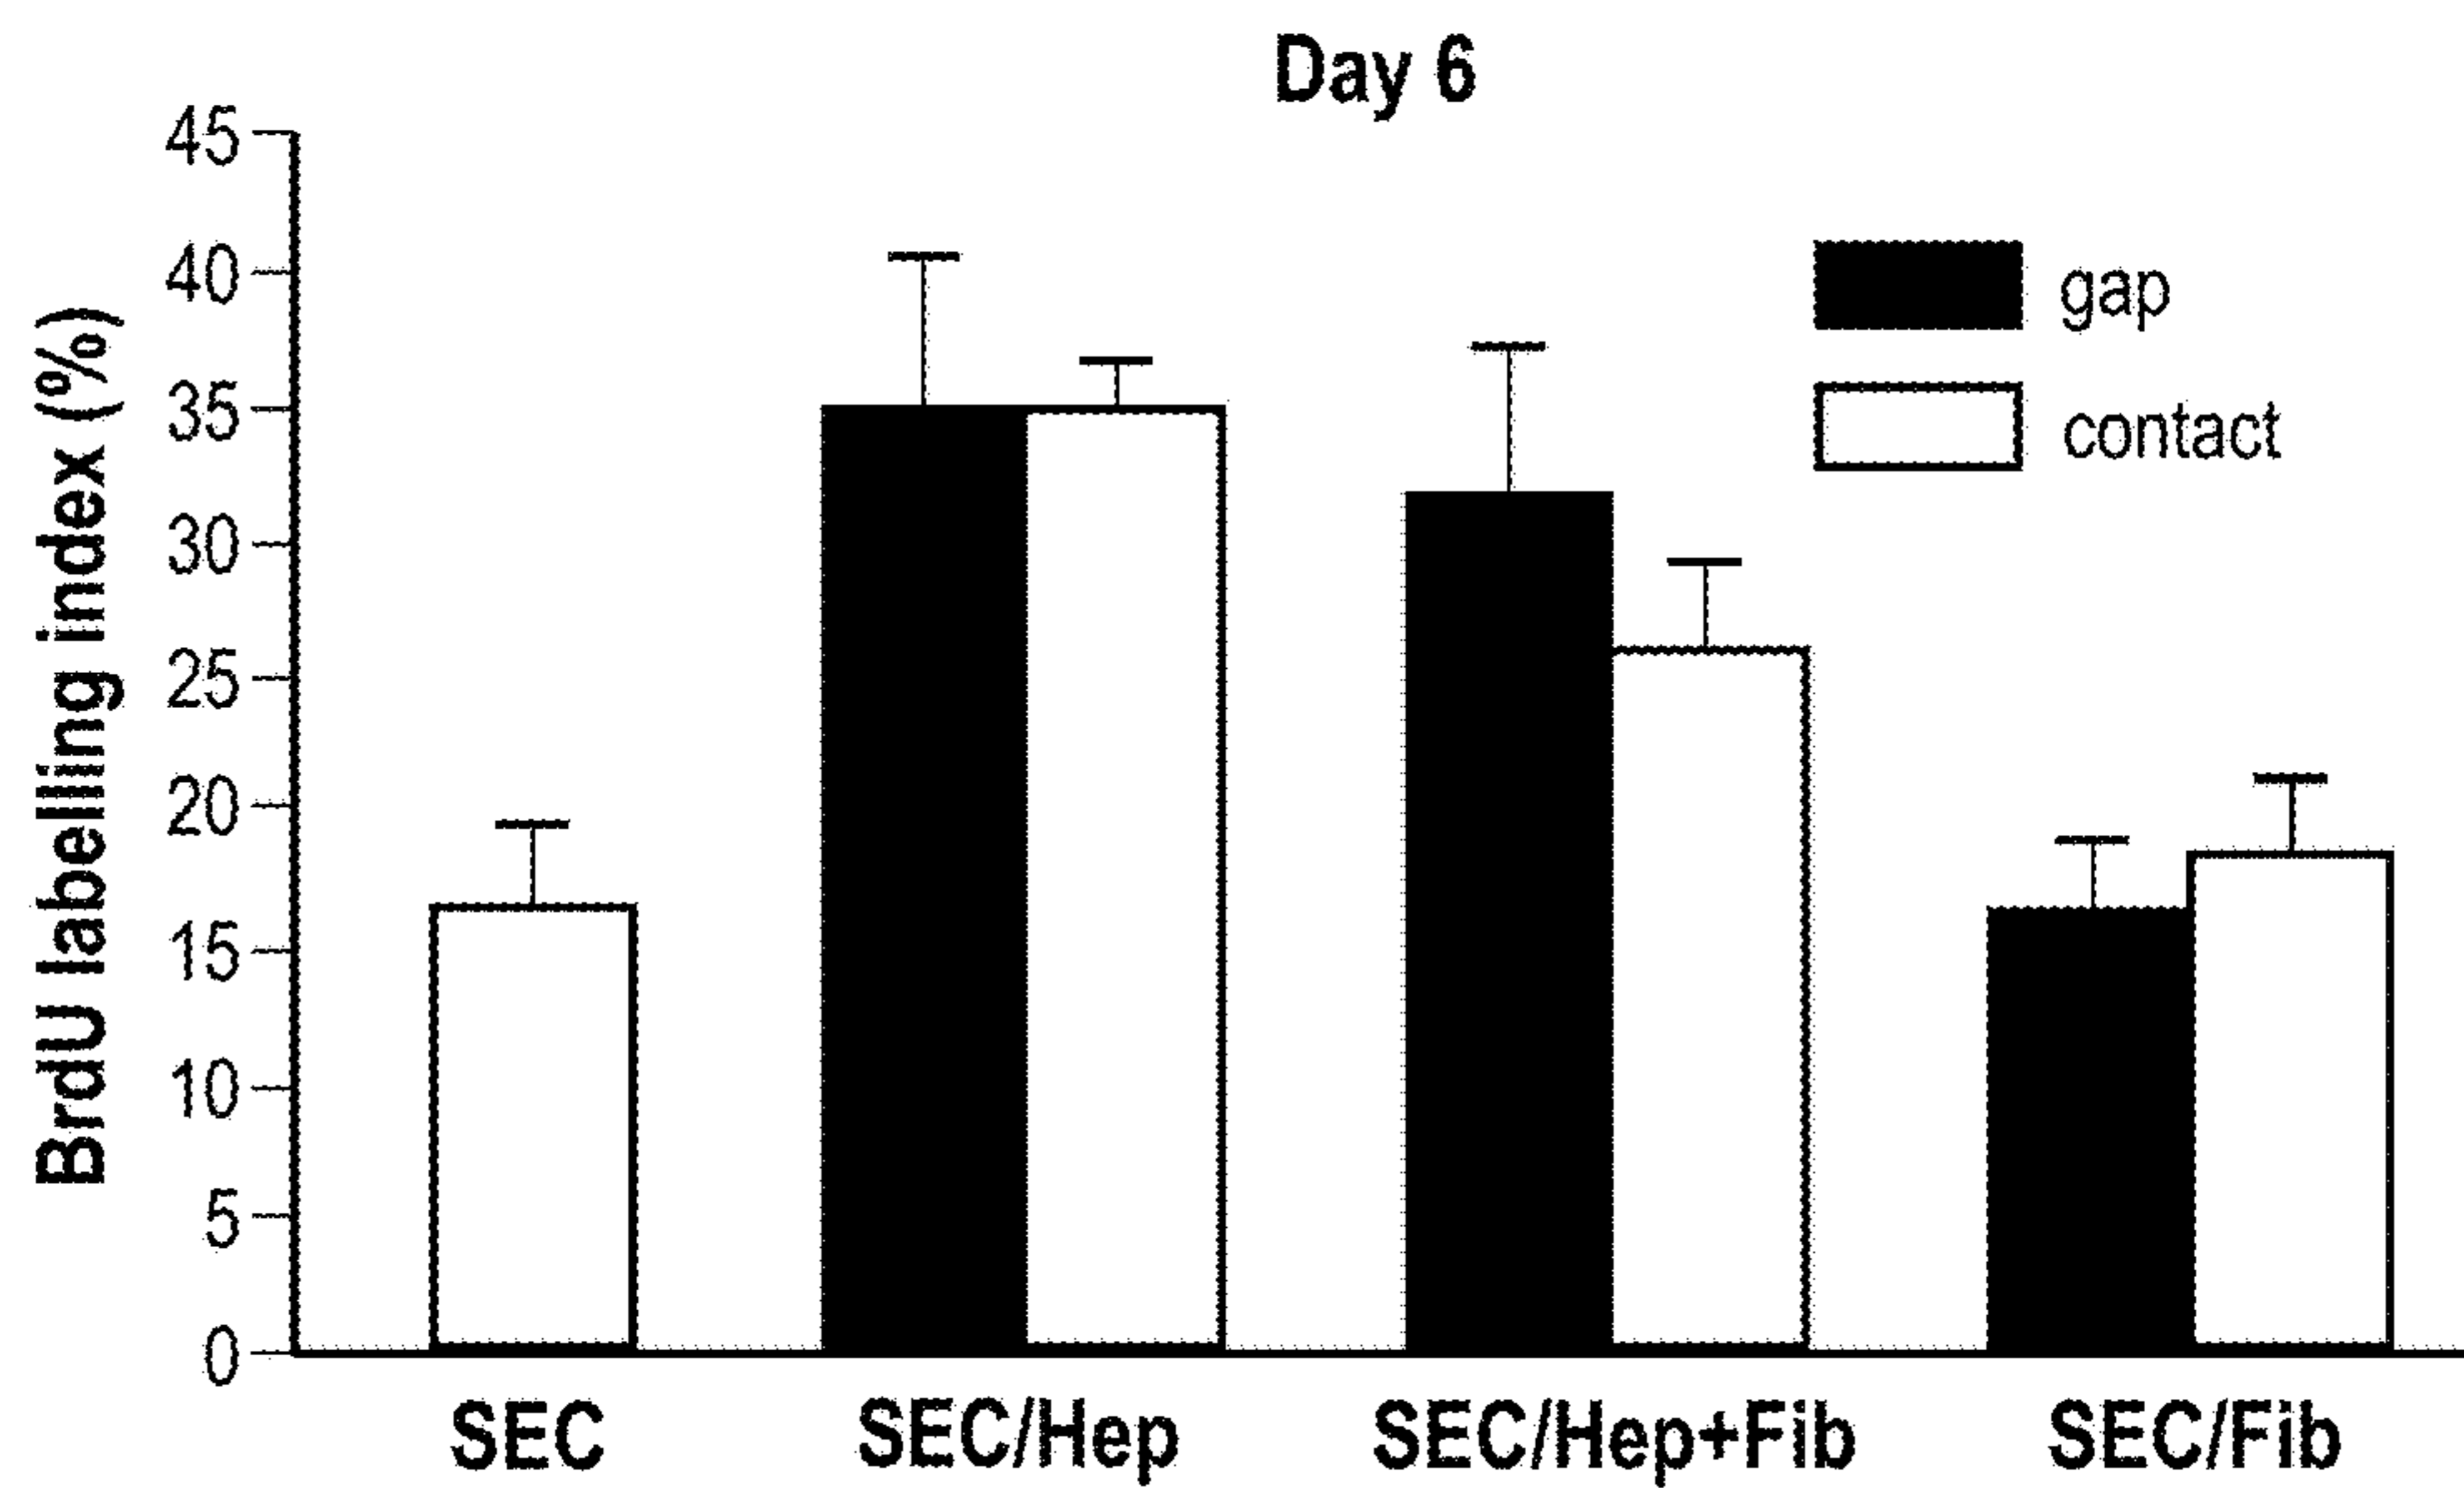 Day 6
BrdU labelling index (%)
45
40
35
30
25
20
15
10
5
0
gap
contact
SEC SEC/Hep SEC/Hep+Fib SEC/Fib